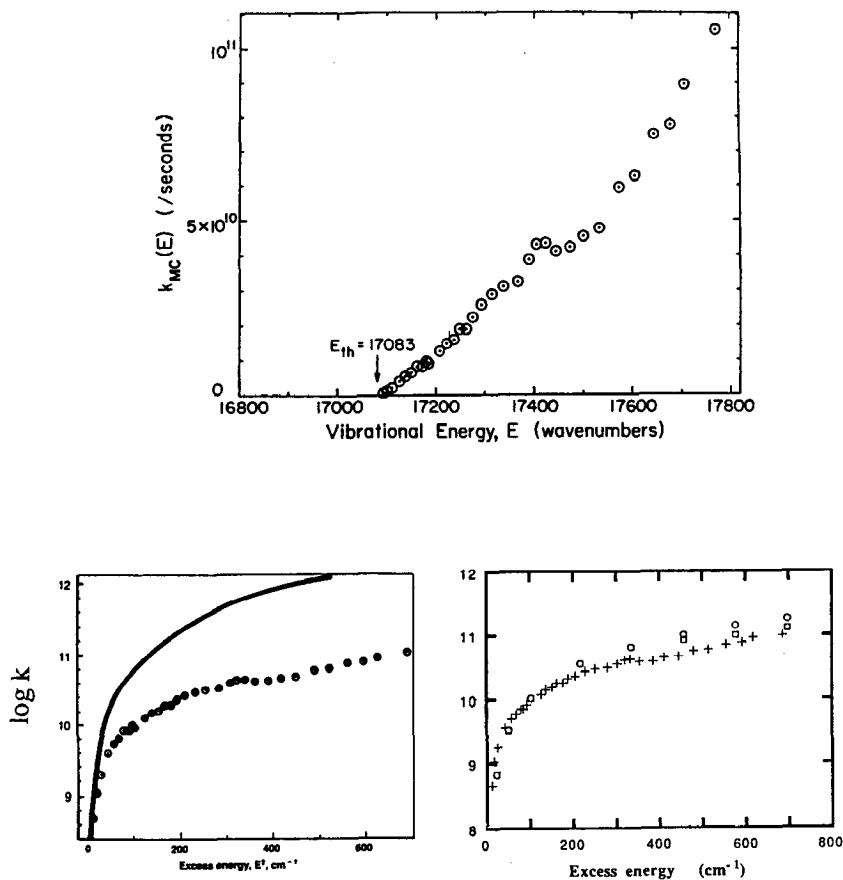 10¹¹
5×10¹⁰
0
k_MC(E) (/seconds)
E_th = 17083
16800 17000 17200 17400 17600 17800
Vibrational Energy, E (wavenumbers)
12
11
10
9
log k
0 200 400 600
Excess energy, E‡, cm⁻¹
12
11
10
9
8
0 200 400 600 800
Excess energy (cm⁻¹)